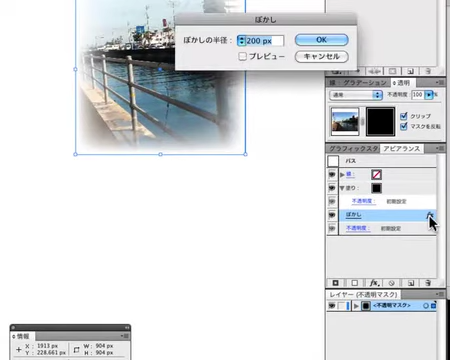 ぼかし
ぼかしの半径： 200 px
OK
プレビュー
キャンセル
線 グラデーション 透明
通常 不透明度: 100 %
クリップ
マスクを反転
グラフィックスタ アピアランス
パス
線：
塗り：
不透明度： 初期設定
ぼかし fx
不透明度： 初期設定
レイヤー (不透明マスク)
<不透明マスク>
情報
X : 1913 px
Y : 228.661 px
W : 904 px
H : 904 px